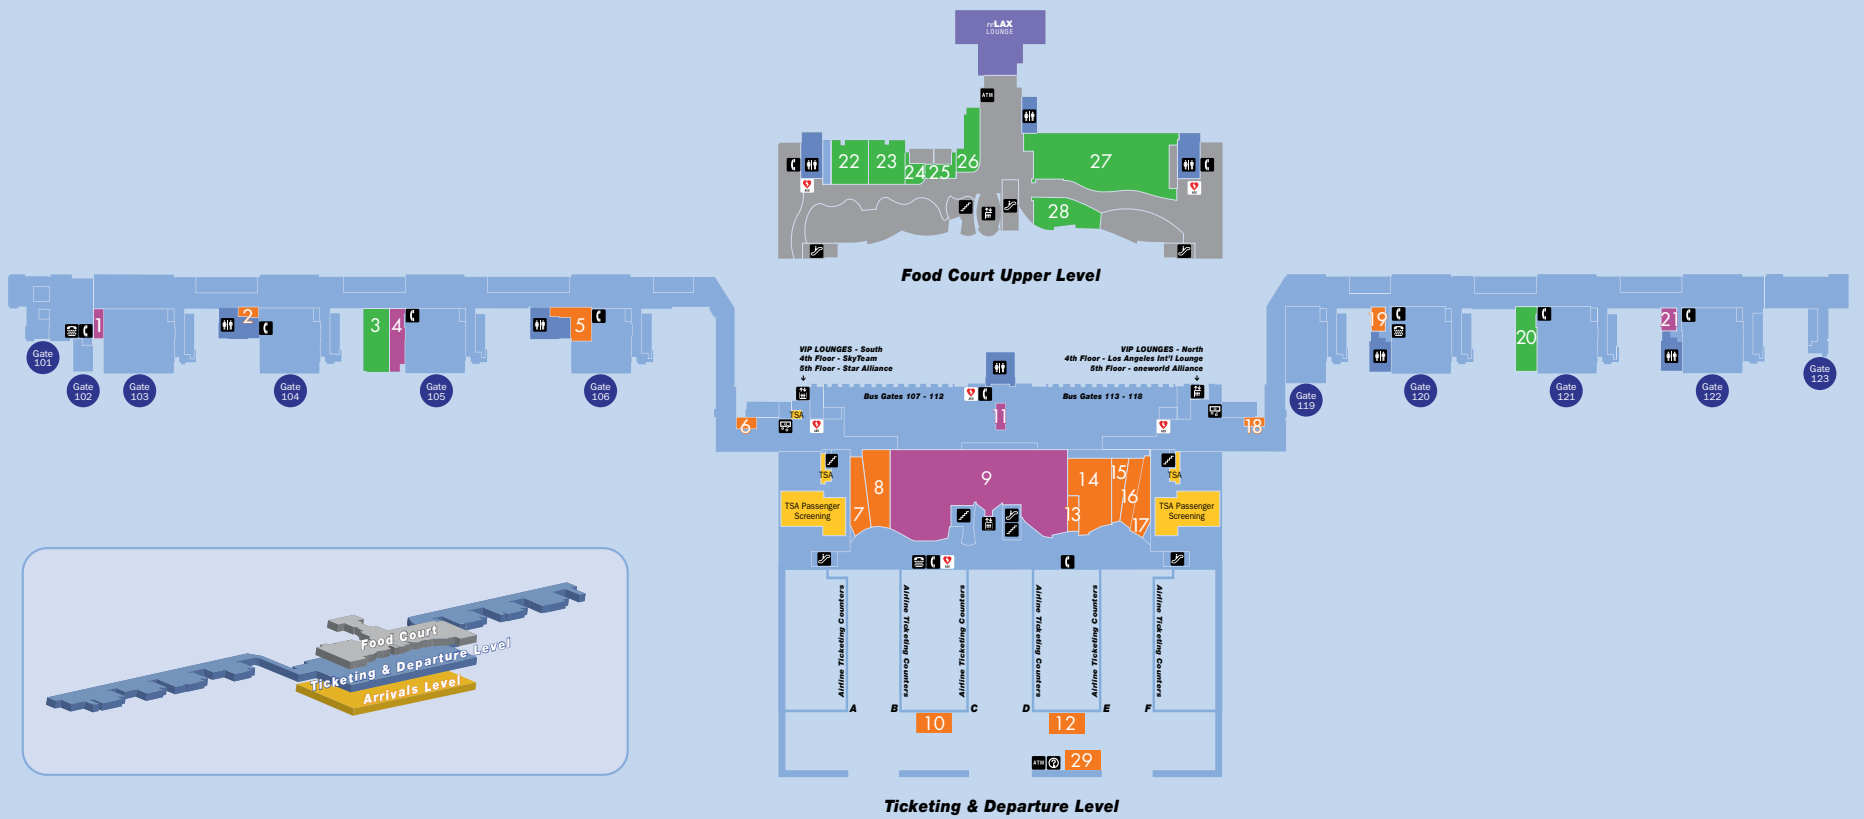 reLAX
LOUNGE
ATM
22
23
24
25
26
27
28
AED
AED
Food Court Upper Level
1
2
3
4
5
19
20
21
Gate
101
Gate
102
Gate
103
Gate
104
Gate
105
Gate
106
Gate
119
Gate
120
Gate
121
Gate
122
Gate
123
VIP LOUNGES - South
4th Floor - SkyTeam
5th Floor - Star Alliance
VIP LOUNGES - North
4th Floor - Los Angeles Int'l Lounge
5th Floor - oneworld Alliance
Bus Gates 107 - 112
Bus Gates 113 - 118
AED
TSA
AED
AED
6
11
18
TSA
TSA
7
8
9
13
14
15
16
17
TSA Passenger
Screening
TSA Passenger
Screening
AED
Airline Ticketing Counters
Airline Ticketing Counters
Airline Ticketing Counters
Airline Ticketing Counters
Airline Ticketing Counters
Airline Ticketing Counters
A
B
C
D
E
F
10
12
ATM
?
29
Food Court
Ticketing & Departure Level
Arrivals Level
Ticketing & Departure Level